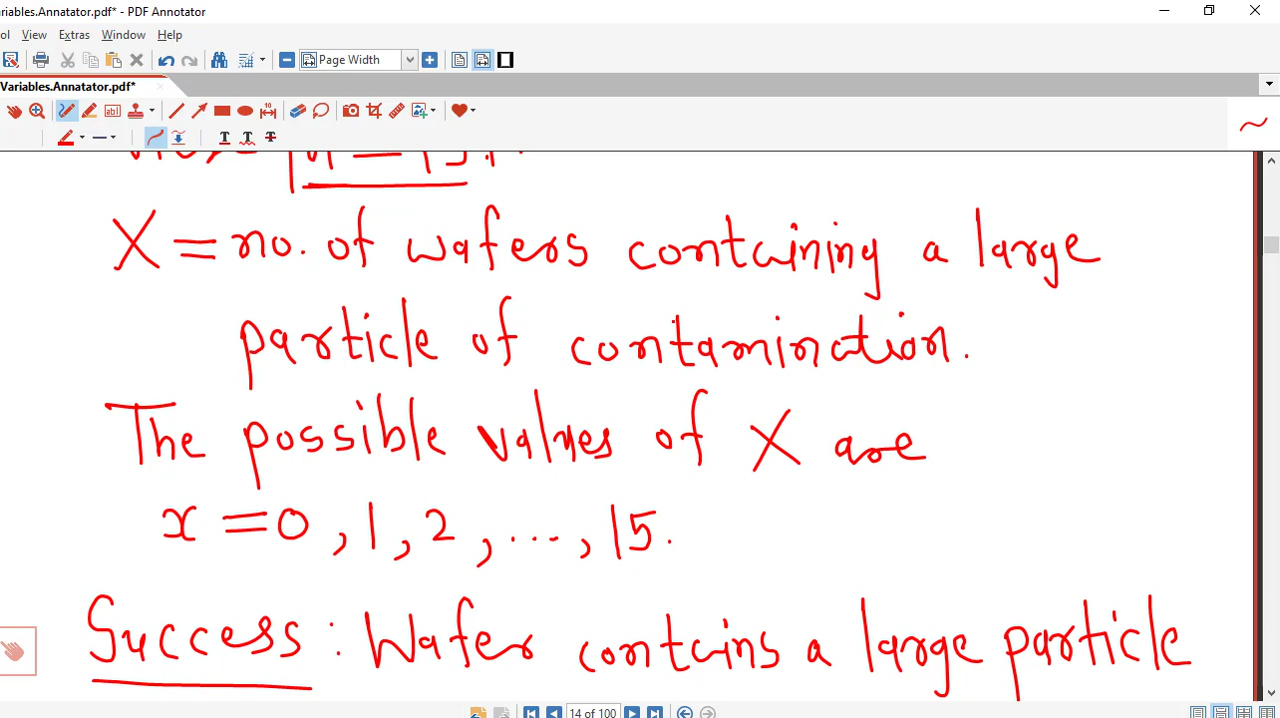 ariables.Annatator.pdf* - PDF Annotator
ol View Extras Window Help
Page Width
Variables.Annatator.pdf*
n = 15
X = no. of wafers containing a large
particle of contamination.
The possible values of X are
x = 0, 1, 2, ..., 15.
Success : Wafer contains a large particle
14 of 100